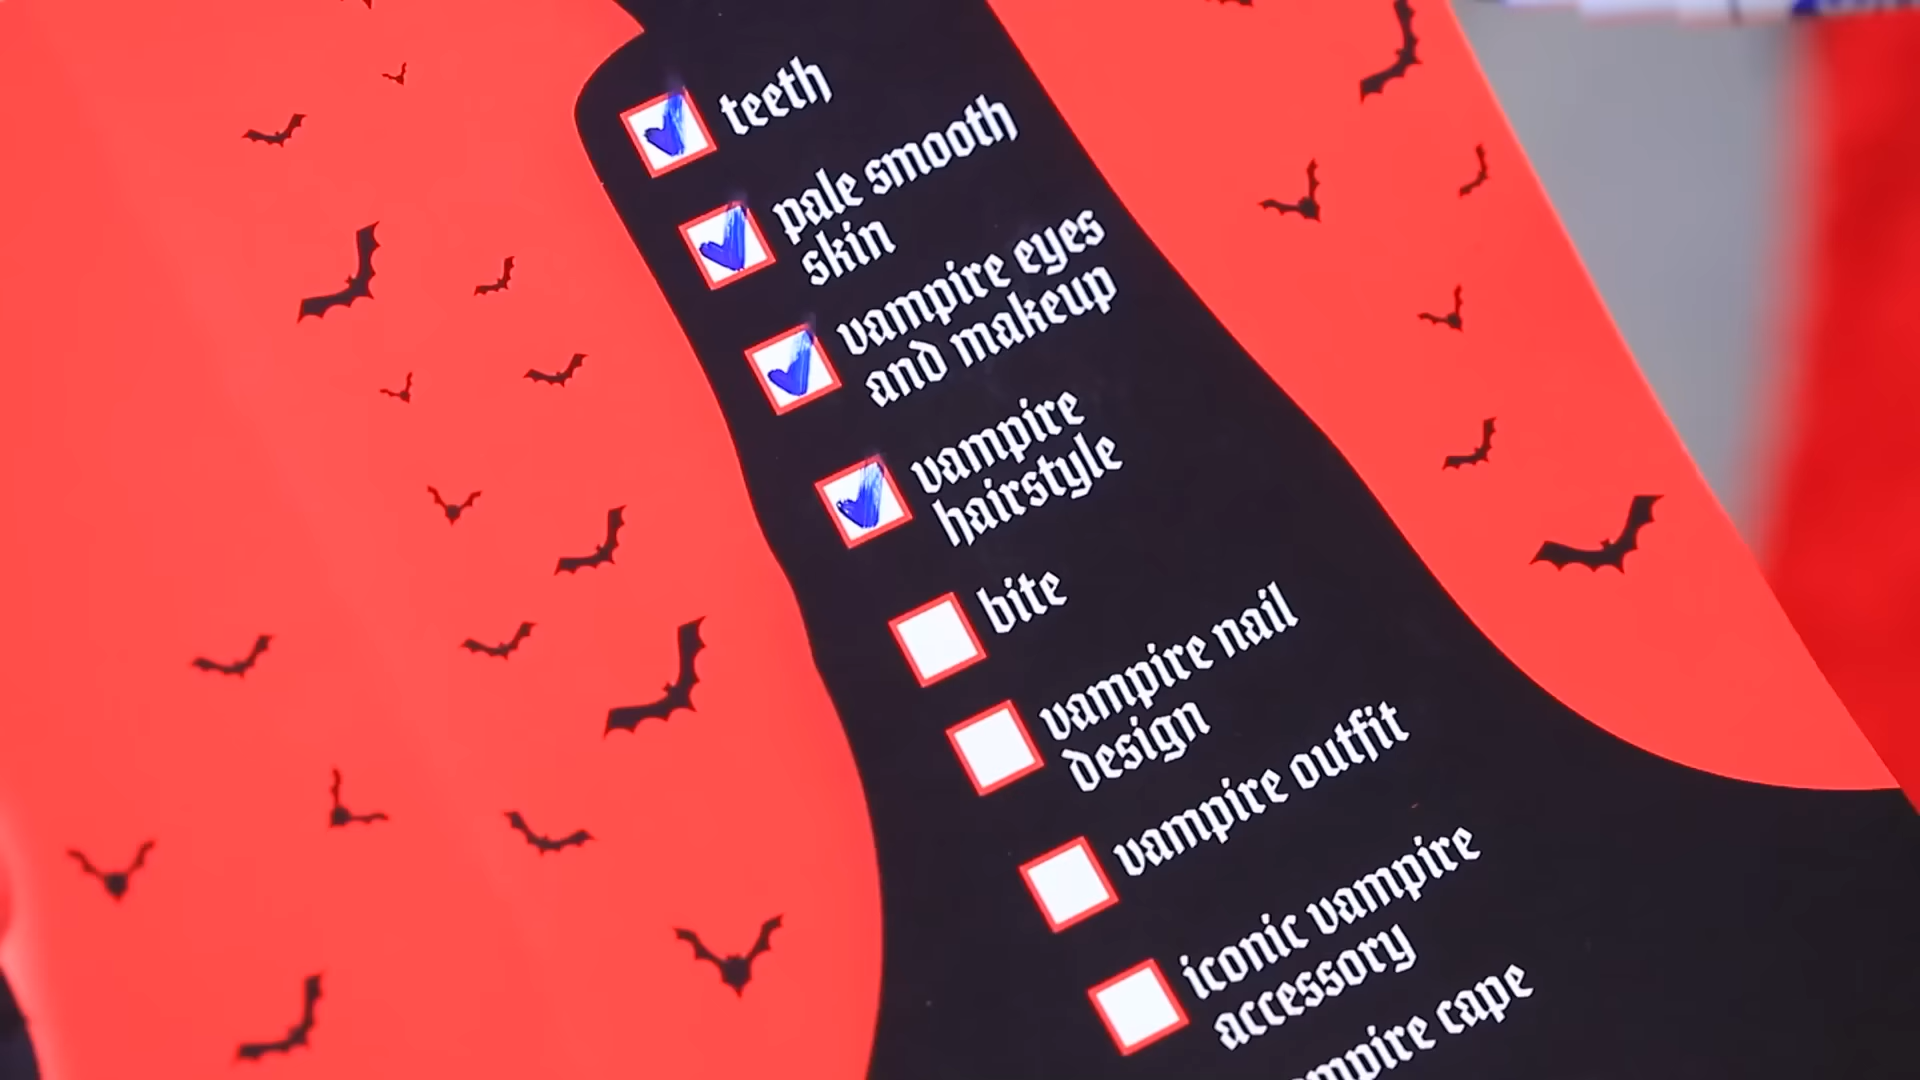 teeth
pale smooth
skin
vampire eyes
and makeup
vampire
hairstyle
bite
vampire nail
design
vampire outfit
iconic vampire
accessory
cape